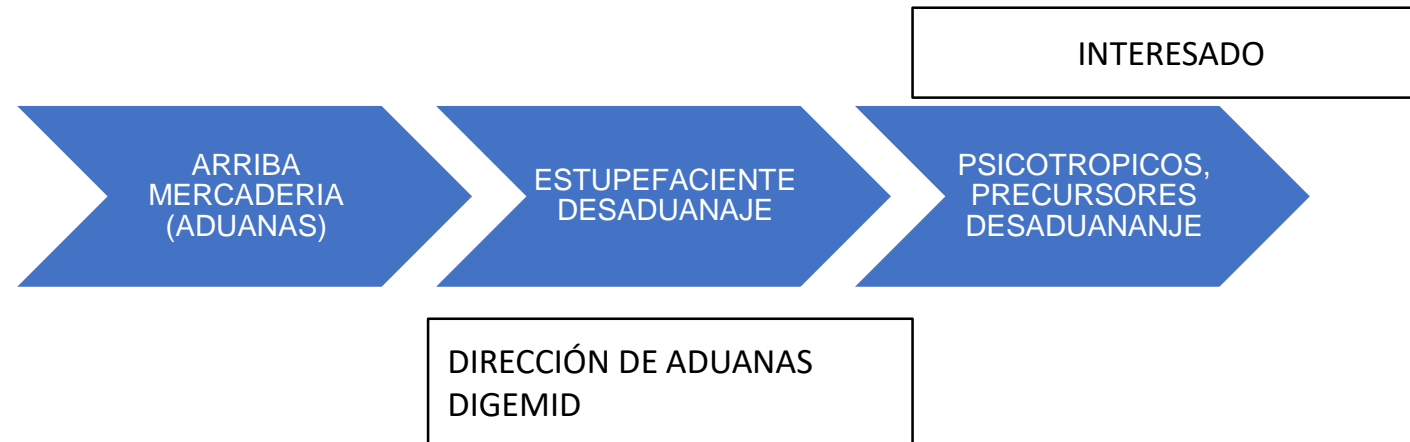 INTERESADO
ARRIBA
MERCADERIA
(ADUANAS)
ESTUPEFACIENTE
DESADUANAJE
PSICOTROPICOS,
PRECURSORES
DESADUANANJE
DIRECCIÓN DE ADUANAS
DIGEMID